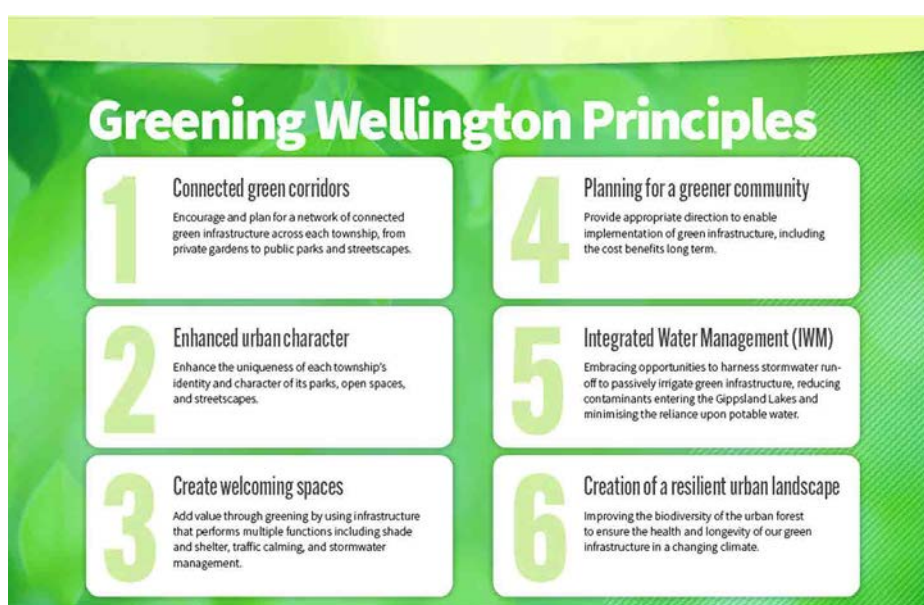 Greening Wellington Principles
1
Connected green corridors
Encourage and plan for a network of connected
green infrastructure across each township, from
private gardens to public parks and streetscapes.
2
Enhanced urban character
Enhance the uniqueness of each township's
identity and character of its parks, open spaces,
and streetscapes.
3
Create welcoming spaces
Add value through greening by using infrastructure
that performs multiple functions including shade
and shelter, traffic calming, and stormwater
management.
4
Planning for a greener community
Provide appropriate direction to enable
implementation of green infrastructure, including
the cost benefits long term.
5
Integrated Water Management (IWM)
Embracing opportunities to harness stormwater run-
off to passively irrigate green infrastructure, reducing
contaminants entering the Gippsland Lakes and
minimising the reliance upon potable water.
6
Creation of a resilient urban landscape
Improving the biodiversity of the urban forest
to ensure the health and longevity of our green
infrastructure in a changing climate.